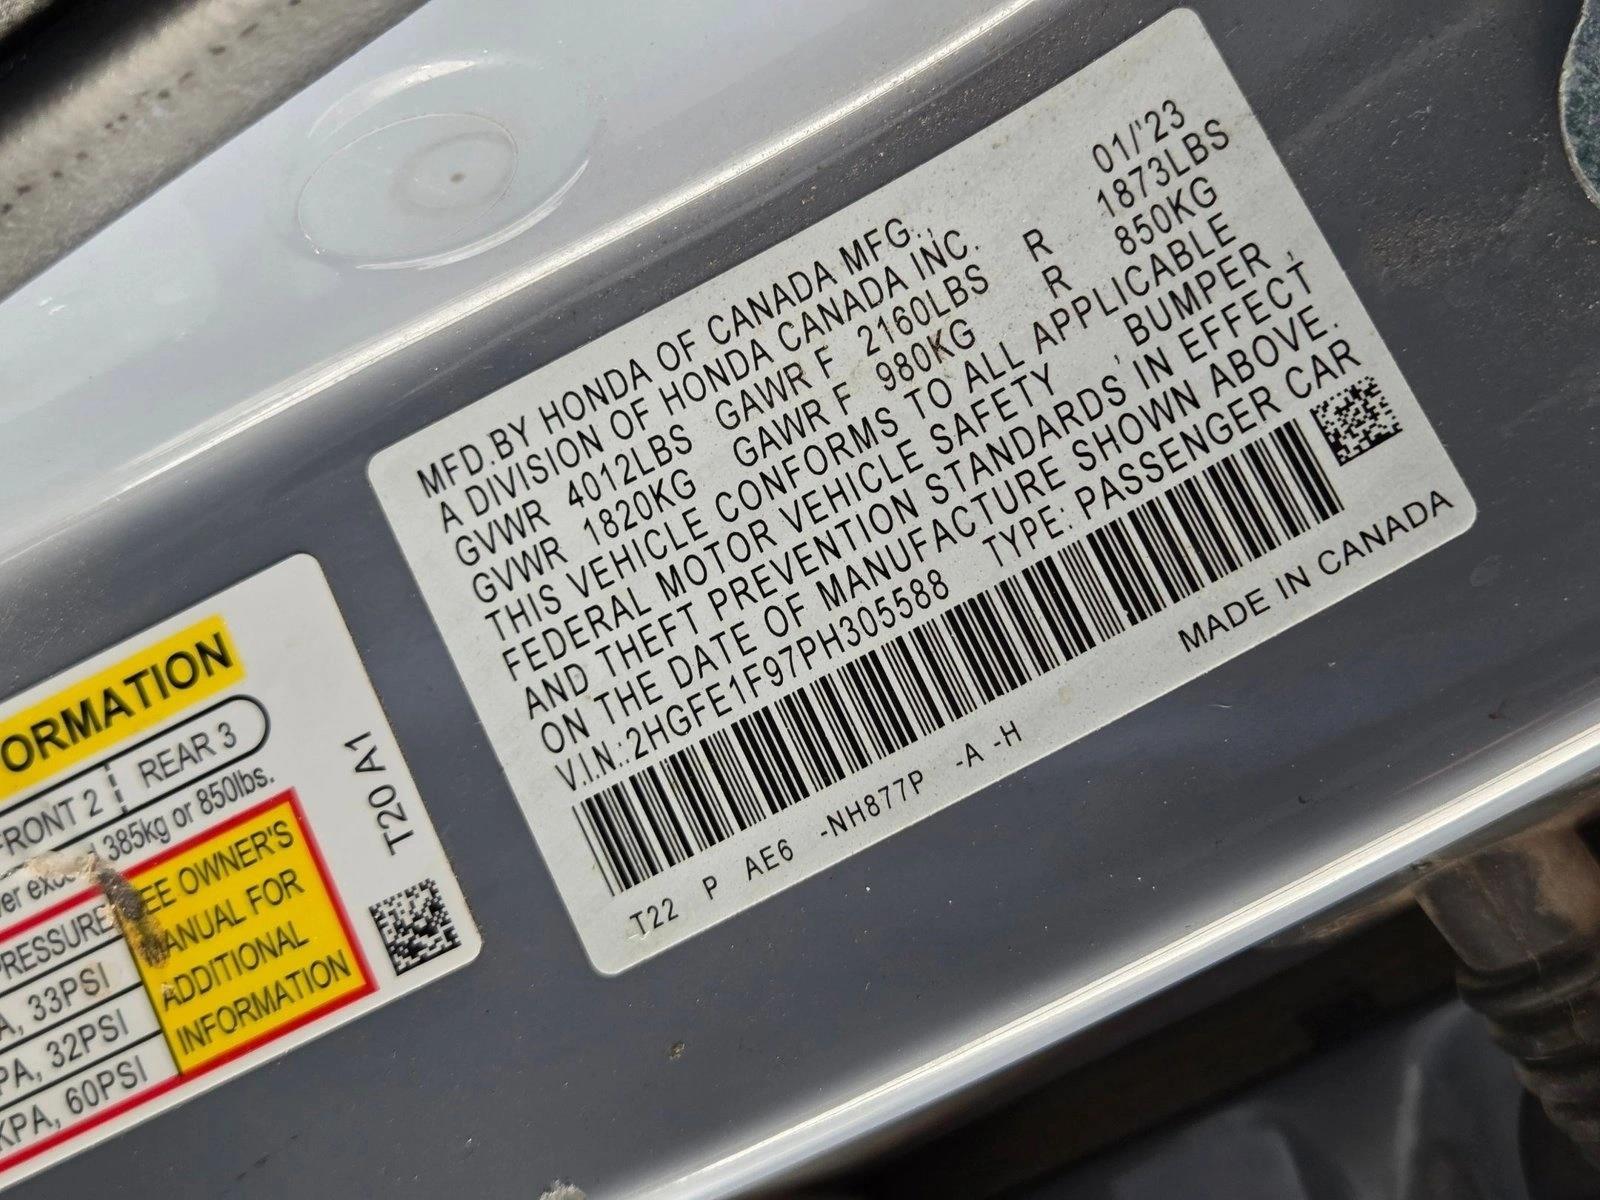 MFD.BY HONDA OF CANADA MFG., 01/'23
A DIVISION OF HONDA CANADA INC.
GVWR 4012LBS GAWR F 2160LBS R 1873LBS
GVWR 1820KG GAWR F 980KG R 850KG
THIS VEHICLE CONFORMS TO ALL APPLICABLE
FEDERAL MOTOR VEHICLE SAFETY , BUMPER ,
AND THEFT PREVENTION STANDARDS IN EFFECT
ON THE DATE OF MANUFACTURE SHOWN ABOVE.
V.I.N.:2HGFE1F97PH305588 TYPE: PASSENGER CAR
MADE IN CANADA
T22 P AE6 -NH877P -A -H
ORMATION
FRONT 2 REAR 3
385kg or 850lbs.
T20 A1
PRESSURE
33PSI
32PSI
KPA, 60PSI
SEE OWNER'S
MANUAL FOR
ADDITIONAL
INFORMATION